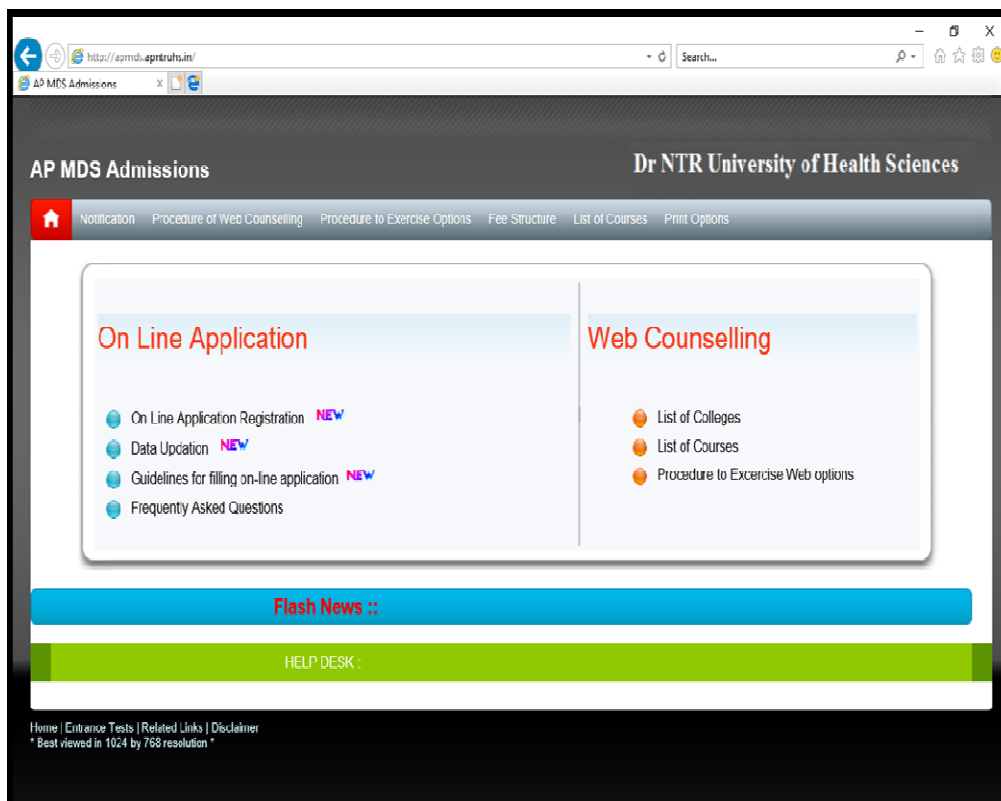 http://apmds.apntruhs.in/
Search...
AP MDS Admissions
X
AP MDS Admissions
Dr NTR University of Health Sciences
Notification Procedure of Web Counselling Procedure to Exercise Options Fee Structure List of Courses Print Options
On Line Application
On Line Application Registration NEW
Data Updation NEW
Guidelines for filling on-line application NEW
Frequently Asked Questions
Web Counselling
List of Colleges
List of Courses
Procedure to Excercise Web options
Flash News ::
HELP DESK :
Home | Entrance Tests | Related Links | Disclaimer
* Best viewed in 1024 by 768 resolution *